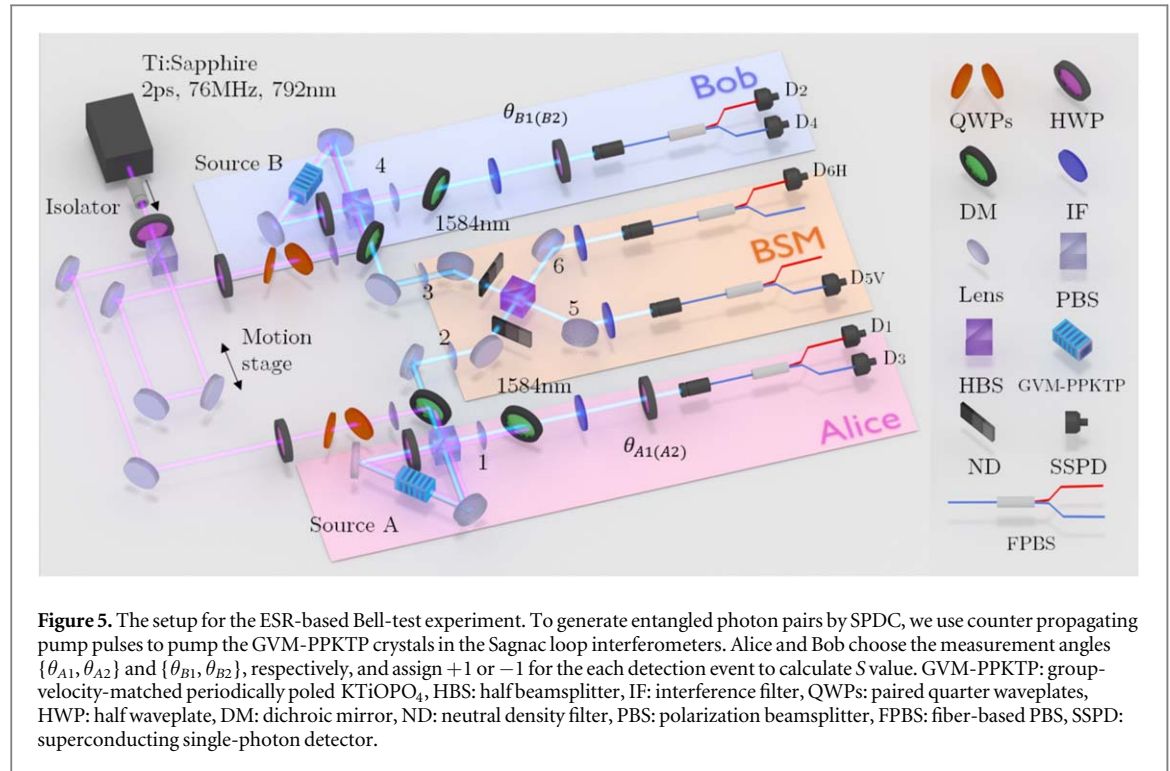 Ti:Sapphire
2ps, 76MHz, 792nm
Isolator
Source B
Motion
stage
Source A
Bob
θB1(B2)
4
D2
D4
1584nm
BSM
3
6
5
2
D6H
D5V
1584nm
Alice
1
θA1(A2)
D1
D3
QWPs
HWP
DM
IF
Lens
PBS
HBS
GVM-PPKTP
ND
SSPD
FPBS
Figure 5. The setup for the ESR-based Bell-test experiment. To generate entangled photon pairs by SPDC, we use counter propagating
pump pulses to pump the GVM-PPKTP crystals in the Sagnac loop interferometers. Alice and Bob choose the measurement angles
{θA1, θA2} and {θB1, θB2}, respectively, and assign +1 or −1 for the each detection event to calculate S value. GVM-PPKTP: group-
velocity-matched periodically poled KTiOPO4, HBS: half beamsplitter, IF: interference filter, QWPs: paired quarter waveplates,
HWP: half waveplate, DM: dichroic mirror, ND: neutral density filter, PBS: polarization beamsplitter, FPBS: fiber-based PBS, SSPD:
superconducting single-photon detector.